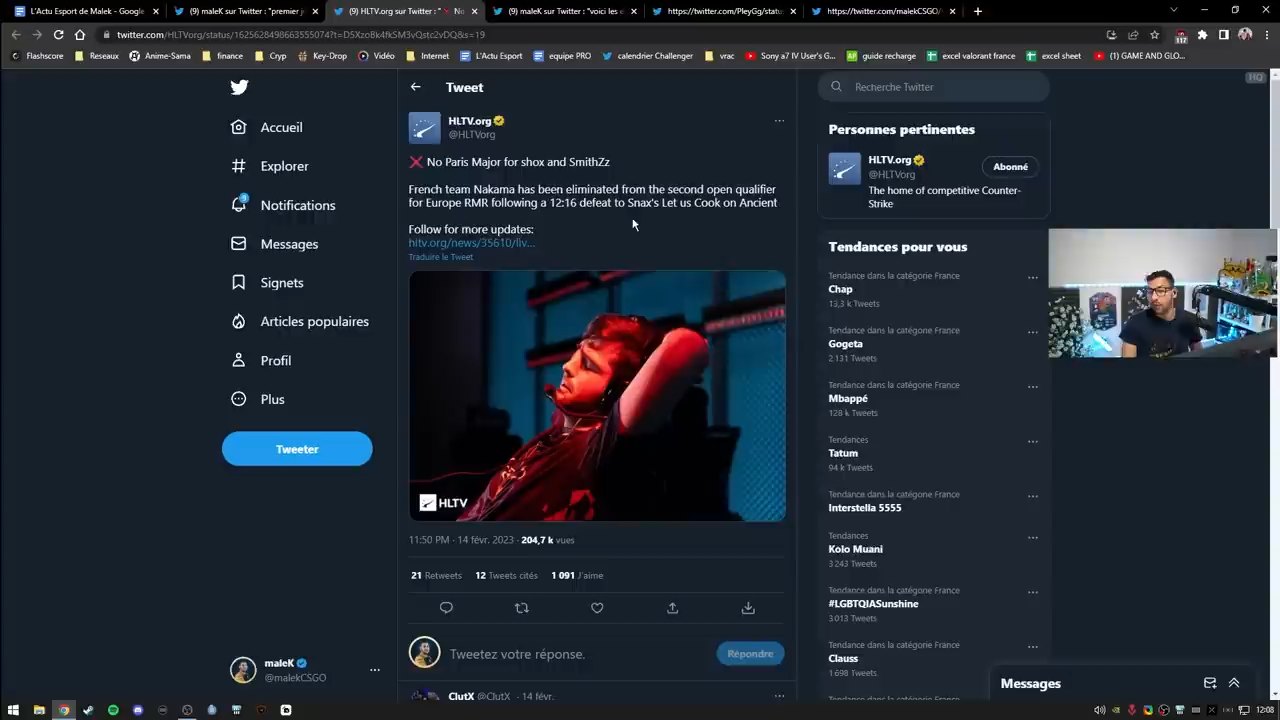 L'Actu Esport de MaleK - Google
maleK sur Twitter : "premier j
HLTV.org sur Twitter : "❌ No
maleK sur Twitter : "voici les e
https://twitter.com/PleyGg/statu
https://twitter.com/malekCSGO/
twitter.com/HLTVorg/status/1625628498663555074?t=DSXzoBk4fkSM3vQstc2vDQ&s=19
Flashscore
Reseaux
Anime-Sama
finance
Cryp
Key-Drop
Vidéo
Internet
L'Actu Esport
equipe PRO
calendrier Challenger
vrac
Sony a7 IV User's G...
guide recharge
excel valorant france
excel sheet
(1) GAME AND GLO...
HQ
Accueil
Explorer
Notifications
Messages
Signets
Articles populaires
Profil
Plus
Tweeter
maleK
@malekCSGO
Tweet
HLTV.org
@HLTVorg
❌ No Paris Major for shox and SmithZz
French team Nakama has been eliminated from the second open qualifier
for Europe RMR following a 12:16 defeat to Snax's Let us Cook on Ancient
Follow for more updates:
hltv.org/news/35610/liv...
Traduire le Tweet
HLTV
11:50 PM · 14 févr. 2023 · 204,7 k vues
21 Retweets 12 Tweets cités 1 091 J'aime
Tweetez votre réponse.
Répondre
ClutX @ClutX · 14 févr.
Recherche Twitter
Personnes pertinentes
HLTV.org
@HLTVorg
Abonné
The home of competitive Counter-
Strike
Tendances pour vous
Tendance dans la catégorie France
Chap
13,3 k Tweets
Tendance dans la catégorie France
Gogeta
2 131 Tweets
Tendance dans la catégorie France
Mbappé
128 k Tweets
Tendances
Tatum
94 k Tweets
Tendance dans la catégorie France
Interstella 5555
Tendances
Kolo Muani
3 243 Tweets
Tendance dans la catégorie France
#LGBTQIASunshine
3 013 Tweets
Tendance dans la catégorie France
Clauss
1 698 Tweets
Messages
12:08